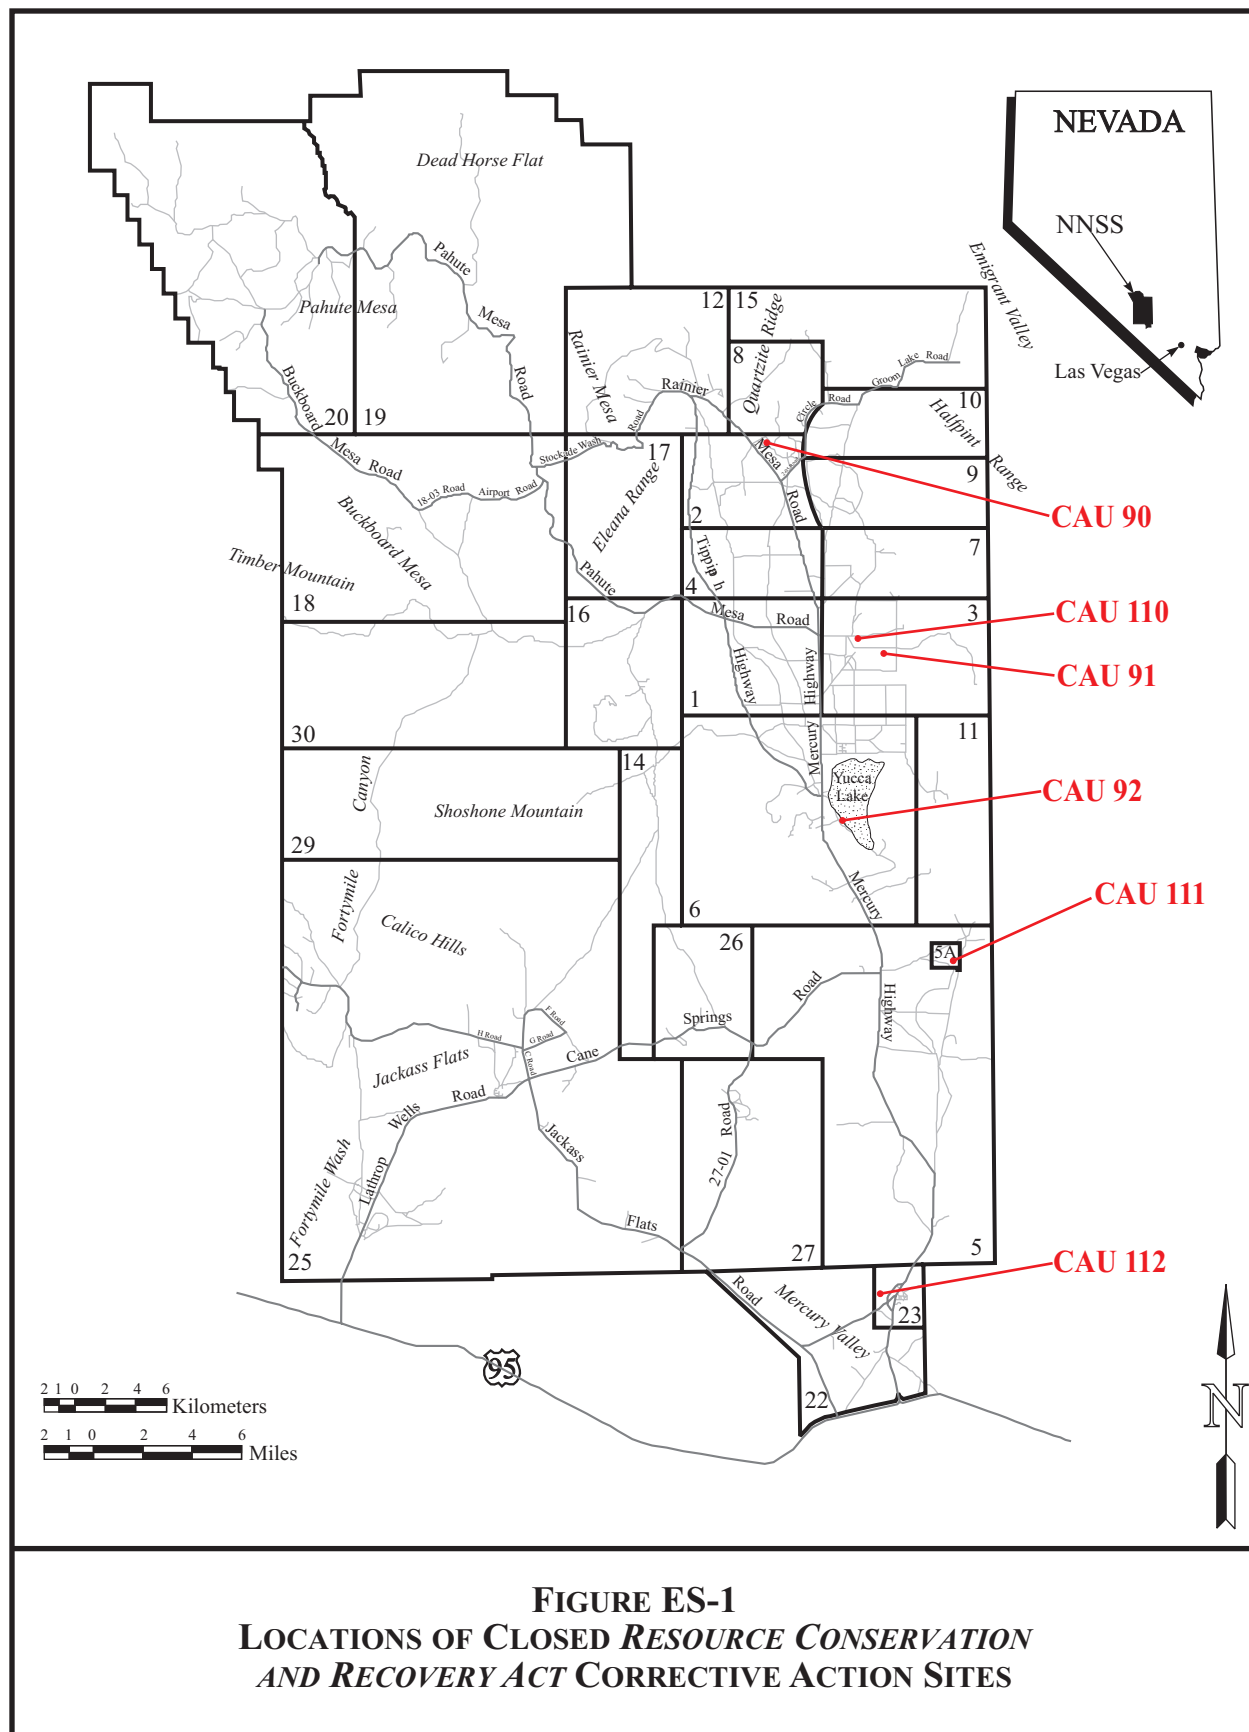 NEVADA
NNSS
Las Vegas
Dead Horse Flat
Pahute Mesa
Pahute
Mesa
Road
Emigrant Valley
12
15
Quartzite Ridge
8
Rainier Mesa
Rainier
Mesa
Road
Groom
Lake
Road
Circle
Road
10
Halfpint
Range
20
19
Buckboard
Mesa
Road
Stockade Wash
Road
17
18-03 Road
Airport
Road
Eleana Range
Buckboard Mesa
Timber Mountain
2
9
CAU 90
7
Tippipah
Highway
4
18
16
Pahute
Mesa
Road
3
CAU 110
CAU 91
Mercury
Highway
1
11
30
14
Yucca
Lake
CAU 92
Canyon
Fortymile
Shoshone Mountain
29
Mercury
Highway
6
CAU 111
26
5A
Calico Hills
Road
Springs
Cane
F Road
H Road
G Road
C Road
Jackass Flats
Road
Wells
Lathrop
Jackass
Flats
Road
27-01
Road
Fortymile Wash
25
27
5
CAU 112
Mercury Valley
23
22
95
2 1 0 2 4 6
Kilometers
2 1 0 2 4 6
Miles
N
FIGURE ES-1
LOCATIONS OF CLOSED RESOURCE CONSERVATION
AND RECOVERY ACT CORRECTIVE ACTION SITES